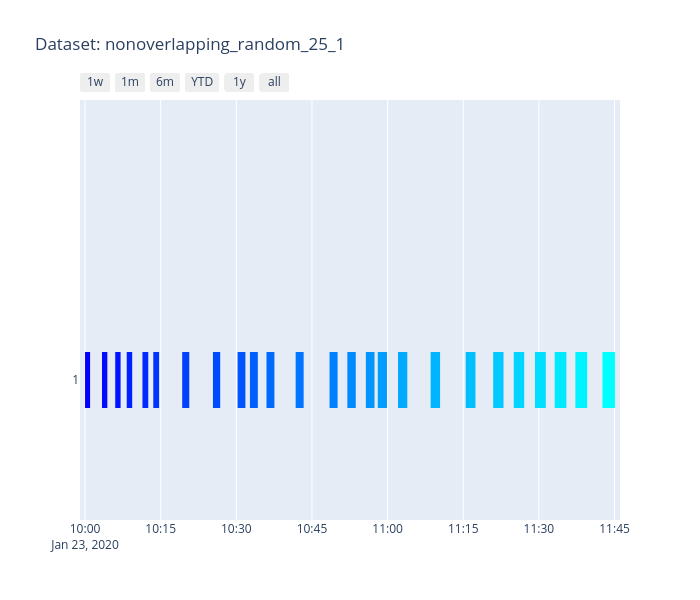 Dataset: nonoverlapping_random_25_1
1w 1m 6m YTD 1y all
1
10:00 10:15 10:30 10:45 11:00 11:15 11:30 11:45
Jan 23, 2020